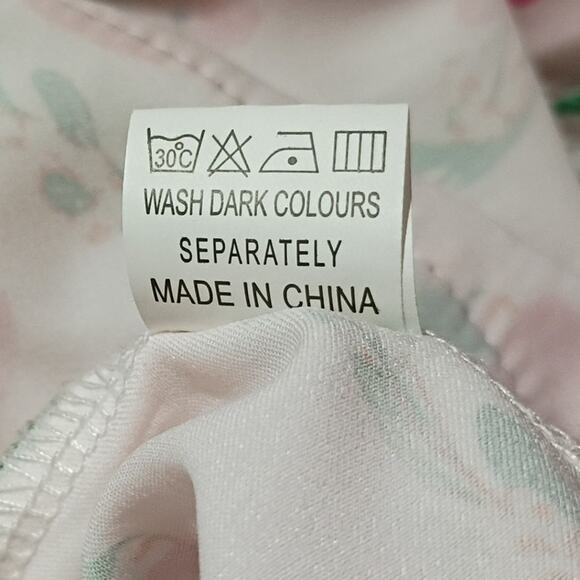 30°C
WASH DARK COLOURS
SEPARATELY
MADE IN CHINA